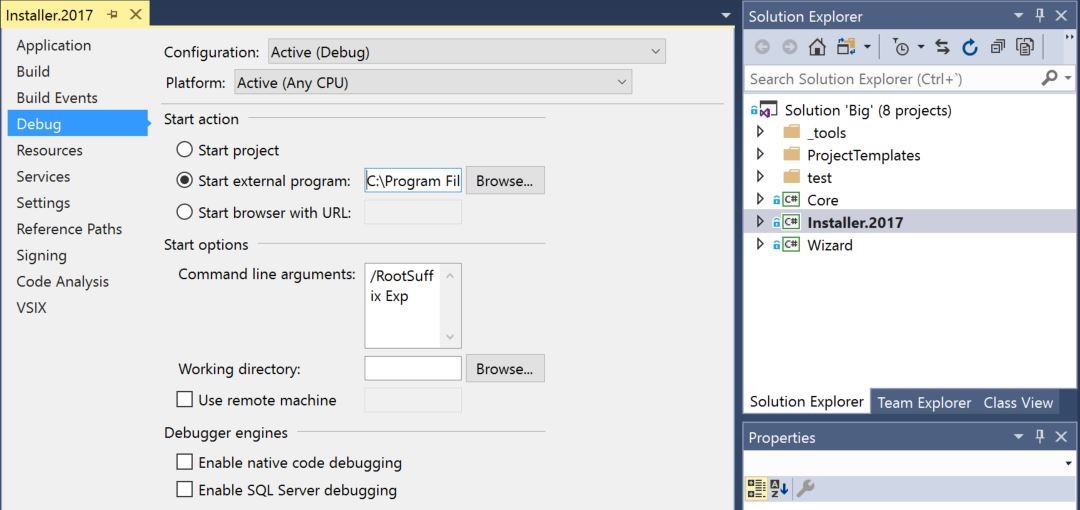 Installer.2017
Application
Build
Build Events
Debug
Resources
Services
Settings
Reference Paths
Signing
Code Analysis
VSIX
Configuration: Active (Debug)
Platform: Active (Any CPU)
Start action
Start project
Start external program: C:\Program Fil Browse...
Start browser with URL:
Start options
Command line arguments: /RootSuff
ix Exp
Working directory: Browse...
Use remote machine
Debugger engines
Enable native code debugging
Enable SQL Server debugging
Solution Explorer
Search Solution Explorer (Ctrl+`)
Solution 'Big' (8 projects)
_tools
ProjectTemplates
test
C# Core
C# Installer.2017
C# Wizard
Solution Explorer Team Explorer Class View
Properties